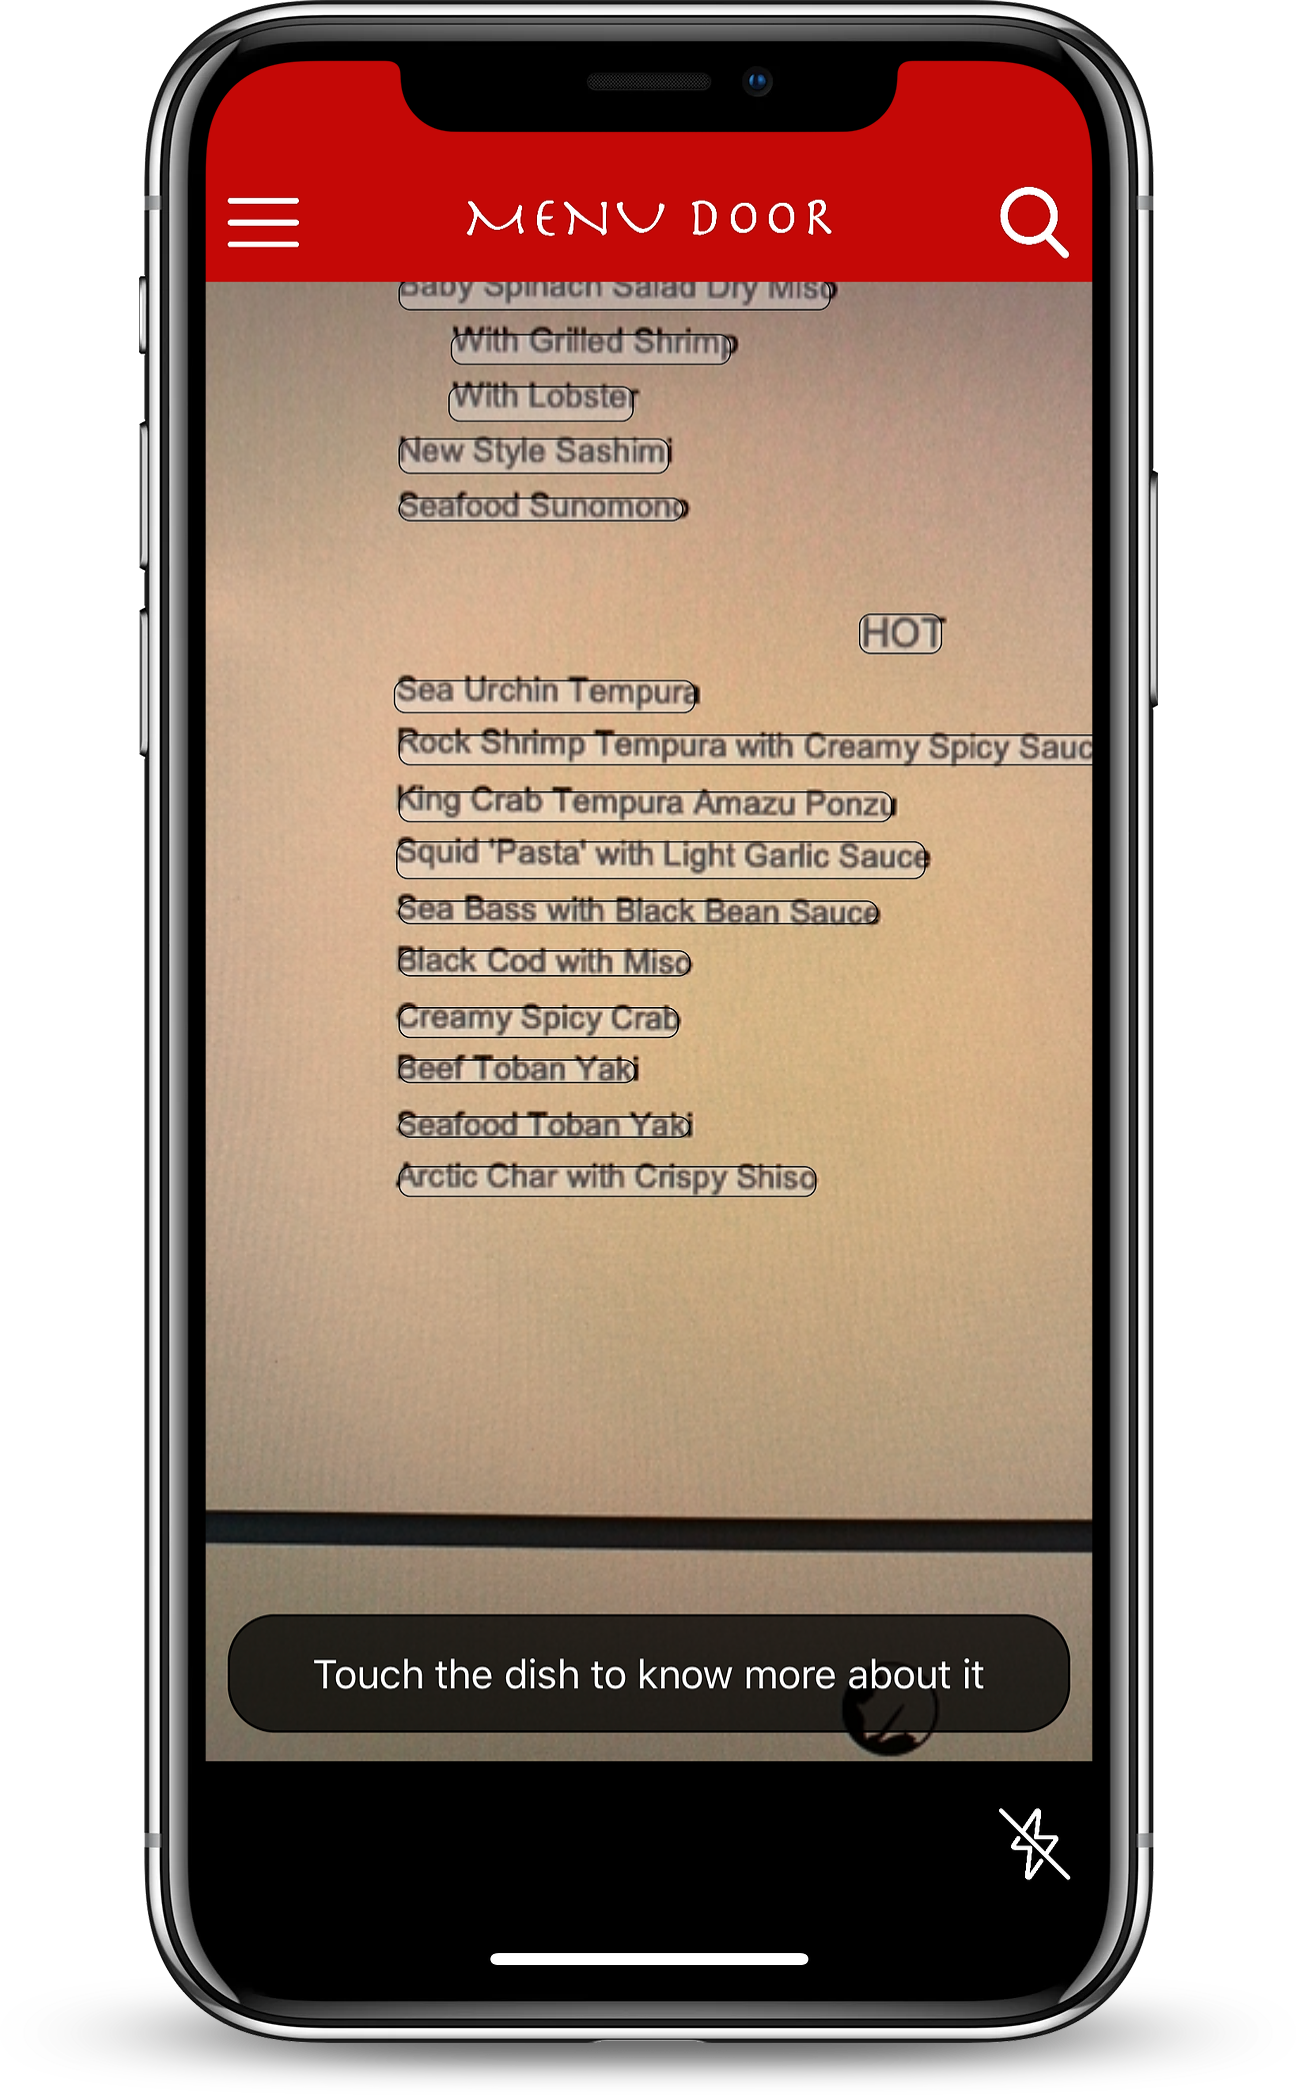 MENU DOOR
Baby Spinach Salad Dry Miso
With Grilled Shrimp
With Lobster
New Style Sashimi
Seafood Sunomono
HOT
Sea Urchin Tempura
Rock Shrimp Tempura with Creamy Spicy Sauc
King Crab Tempura Amazu Ponzu
Squid 'Pasta' with Light Garlic Sauce
Sea Bass with Black Bean Sauce
Black Cod with Miso
Creamy Spicy Crab
Beef Toban Yaki
Seafood Toban Yaki
Arctic Char with Crispy Shiso
Touch the dish to know more about it